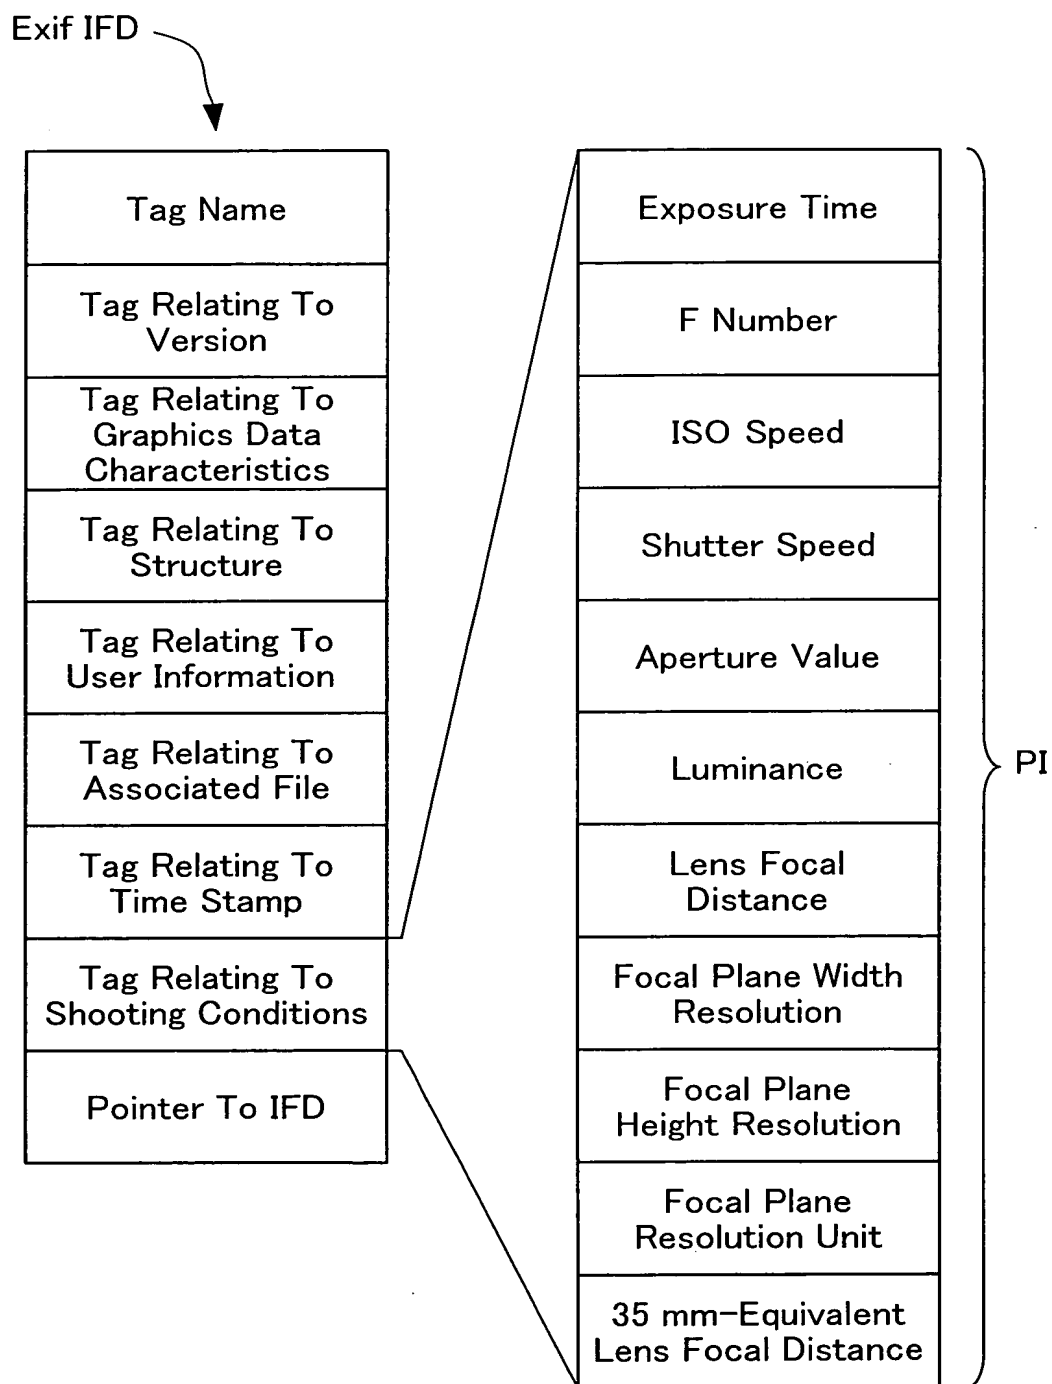 Exif IFD
Tag Name
Tag Relating To
Version
Tag Relating To
Graphics Data
Characteristics
Tag Relating To
Structure
Tag Relating To
User Information
Tag Relating To
Associated File
Tag Relating To
Time Stamp
Tag Relating To
Shooting Conditions
Pointer To IFD
Exposure Time
F Number
ISO Speed
Shutter Speed
Aperture Value
Luminance
Lens Focal
Distance
Focal Plane Width
Resolution
Focal Plane
Height Resolution
Focal Plane
Resolution Unit
35 mm-Equivalent
Lens Focal Distance
PI